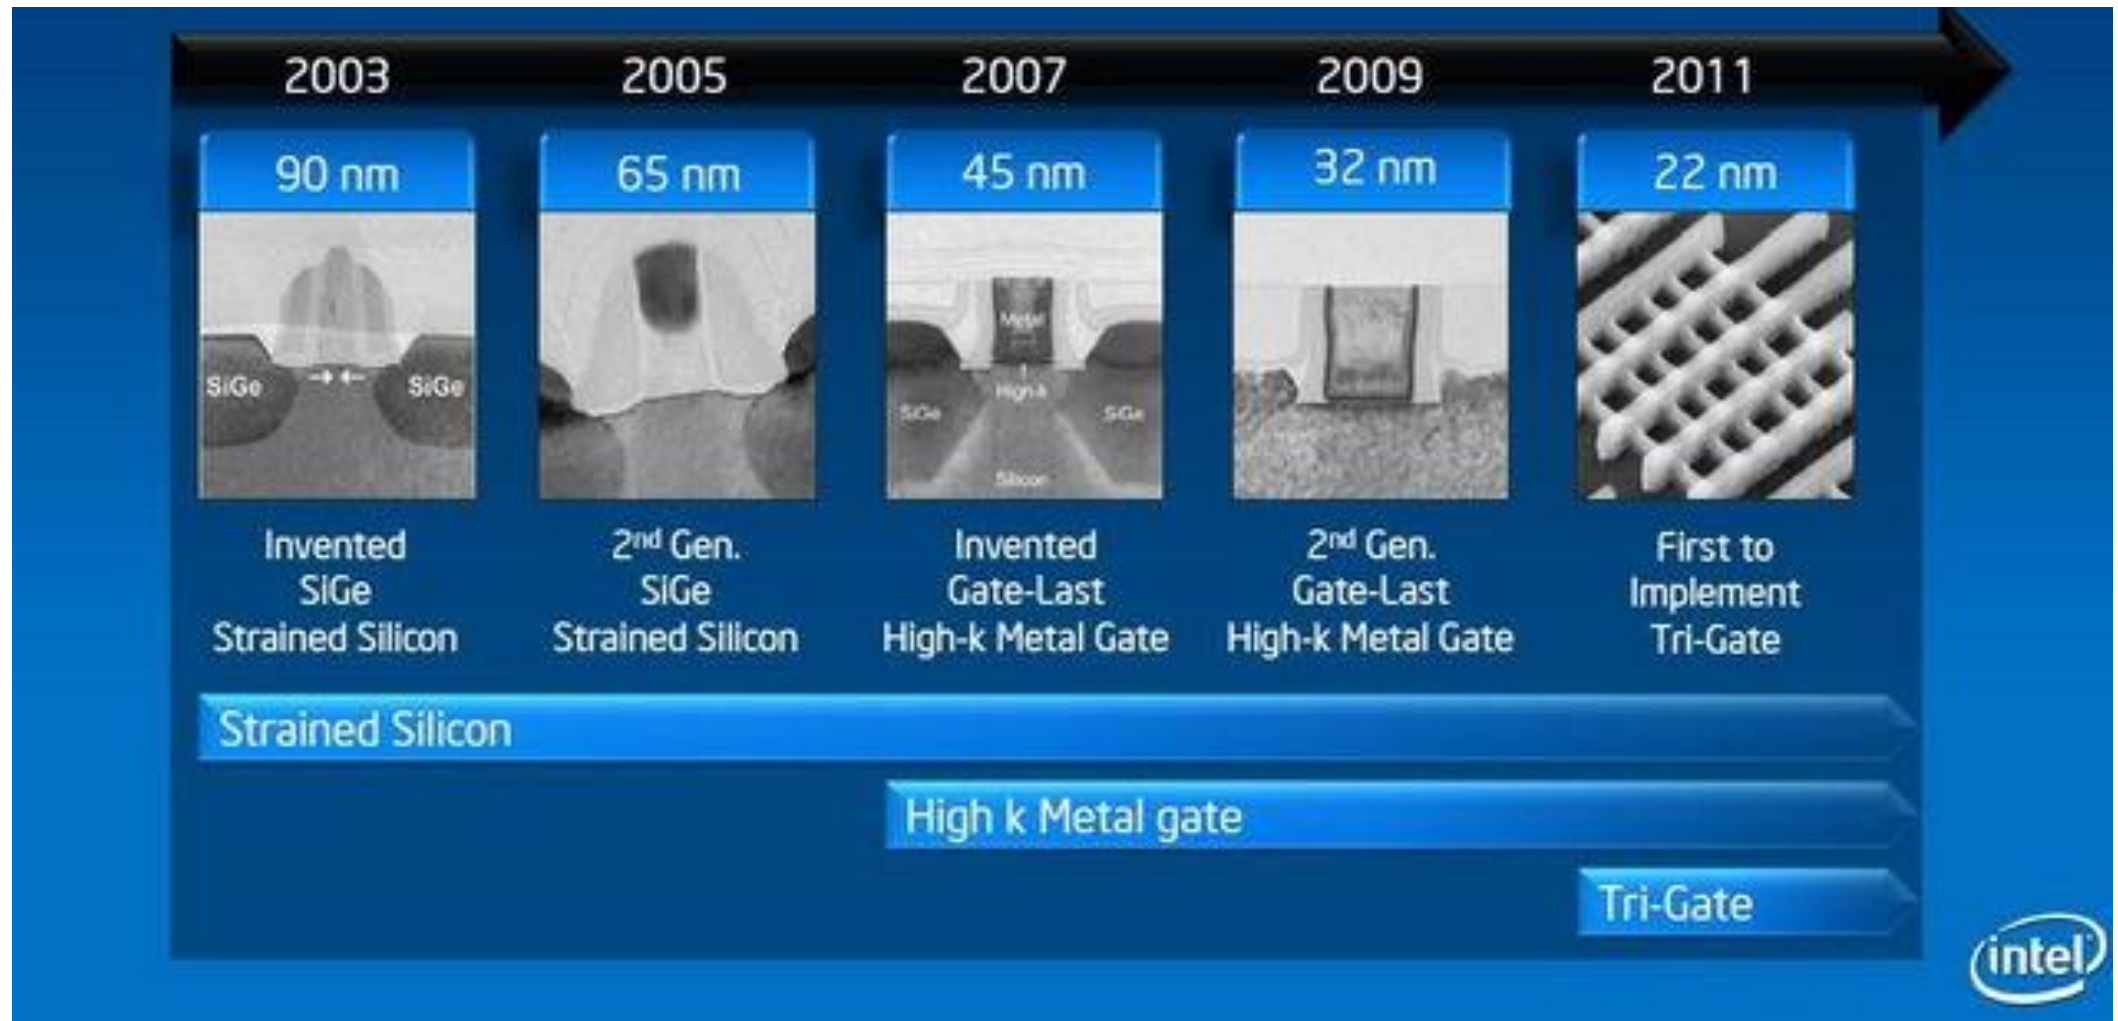 2003
2005
2007
2009
2011
90 nm
65 nm
45 nm
32 nm
22 nm
SiGe
SiGe
Metal
High-k
SiGe
SiGe
Silicon
Invented
SiGe
Strained Silicon
2nd Gen.
SiGe
Strained Silicon
Invented
Gate-Last
High-k Metal Gate
2nd Gen.
Gate-Last
High-k Metal Gate
First to
Implement
Tri-Gate
Strained Silicon
High k Metal gate
Tri-Gate
intel